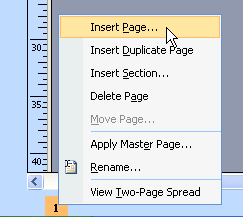 Insert Page...
30
Insert Duplicate Page
Insert Section...
Delete Page
35
Move Page...
Apply Master Page...
40
Rename...
View Two-Page Spread
1